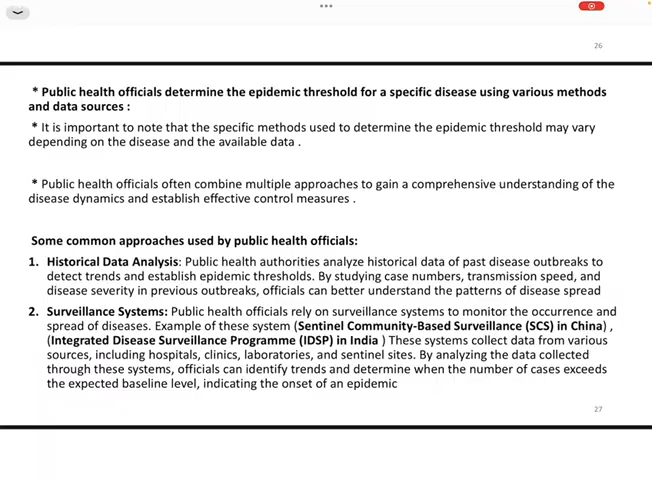 26
* Public health officials determine the epidemic threshold for a specific disease using various methods
and data sources :
* It is important to note that the specific methods used to determine the epidemic threshold may vary
depending on the disease and the available data .
* Public health officials often combine multiple approaches to gain a comprehensive understanding of the
disease dynamics and establish effective control measures .
Some common approaches used by public health officials:
1. Historical Data Analysis: Public health authorities analyze historical data of past disease outbreaks to
detect trends and establish epidemic thresholds. By studying case numbers, transmission speed, and
disease severity in previous outbreaks, officials can better understand the patterns of disease spread
2. Surveillance Systems: Public health officials rely on surveillance systems to monitor the occurrence and
spread of diseases. Example of these system (Sentinel Community-Based Surveillance (SCS) in China) ,
(Integrated Disease Surveillance Programme (IDSP) in India ) These systems collect data from various
sources, including hospitals, clinics, laboratories, and sentinel sites. By analyzing the data collected
through these systems, officials can identify trends and determine when the number of cases exceeds
the expected baseline level, indicating the onset of an epidemic
27